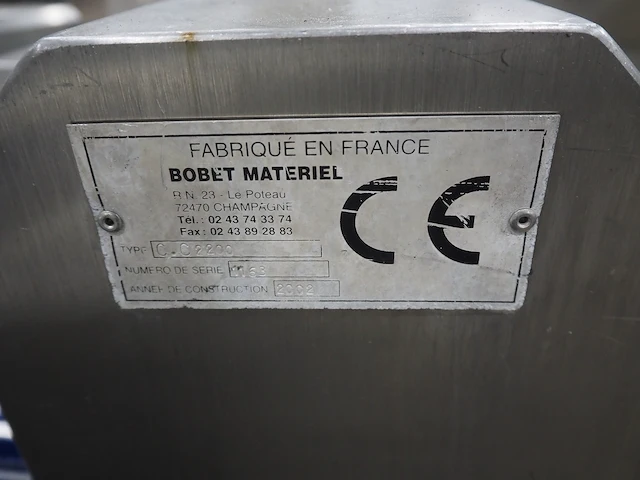 FABRIQUÉ EN FRANCE
BOBET MATERIEL
R.N. 23 - Le Poteau
72470 CHAMPAGNE
Tél.: 02 43 74 33 74
Fax: 02 43 89 28 83
CE
TYPE
NUMERO DE SERIE
ANNEE DE CONSTRUCTION 2002